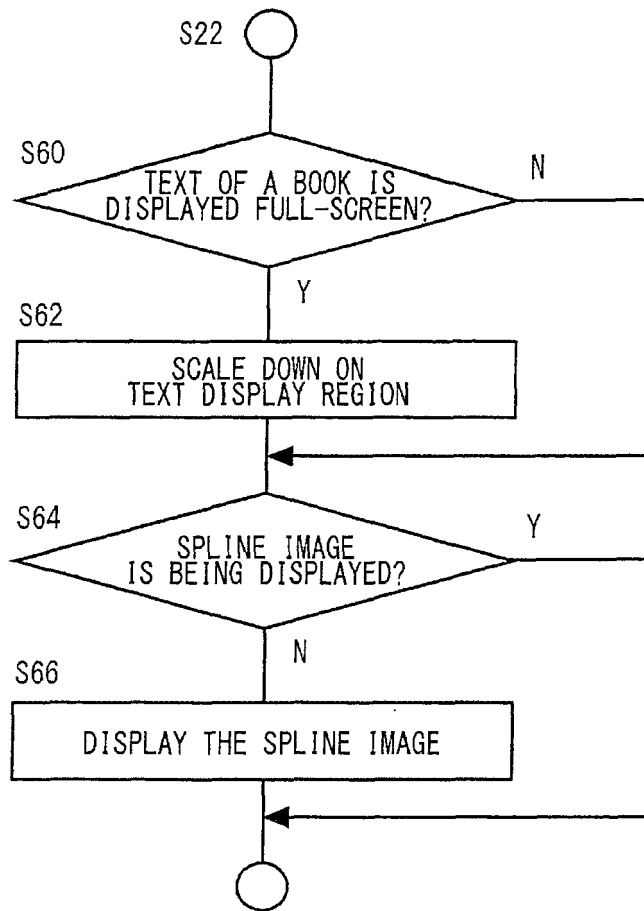 S22
S60
TEXT OF A BOOK IS
DISPLAYED FULL-SCREEN?
N
Y
S62
SCALE DOWN ON
TEXT DISPLAY REGION
S64
SPLINE IMAGE
IS BEING DISPLAYED?
Y
N
S66
DISPLAY THE SPLINE IMAGE